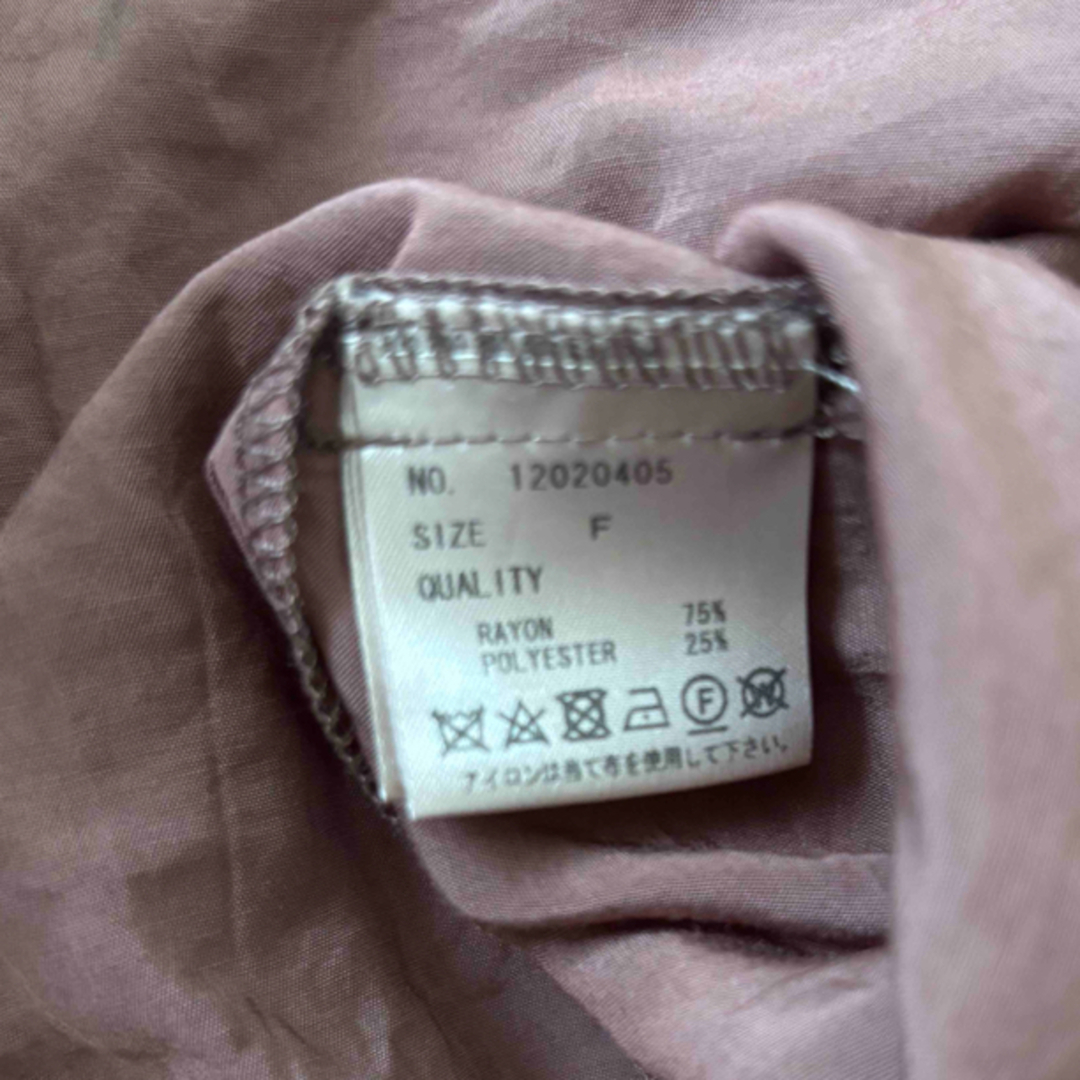 NO. 12020405
SIZE F
QUALITY
RAYON 75%
POLYESTER 25%
F W
アイロンは当て布を使用して下さい。